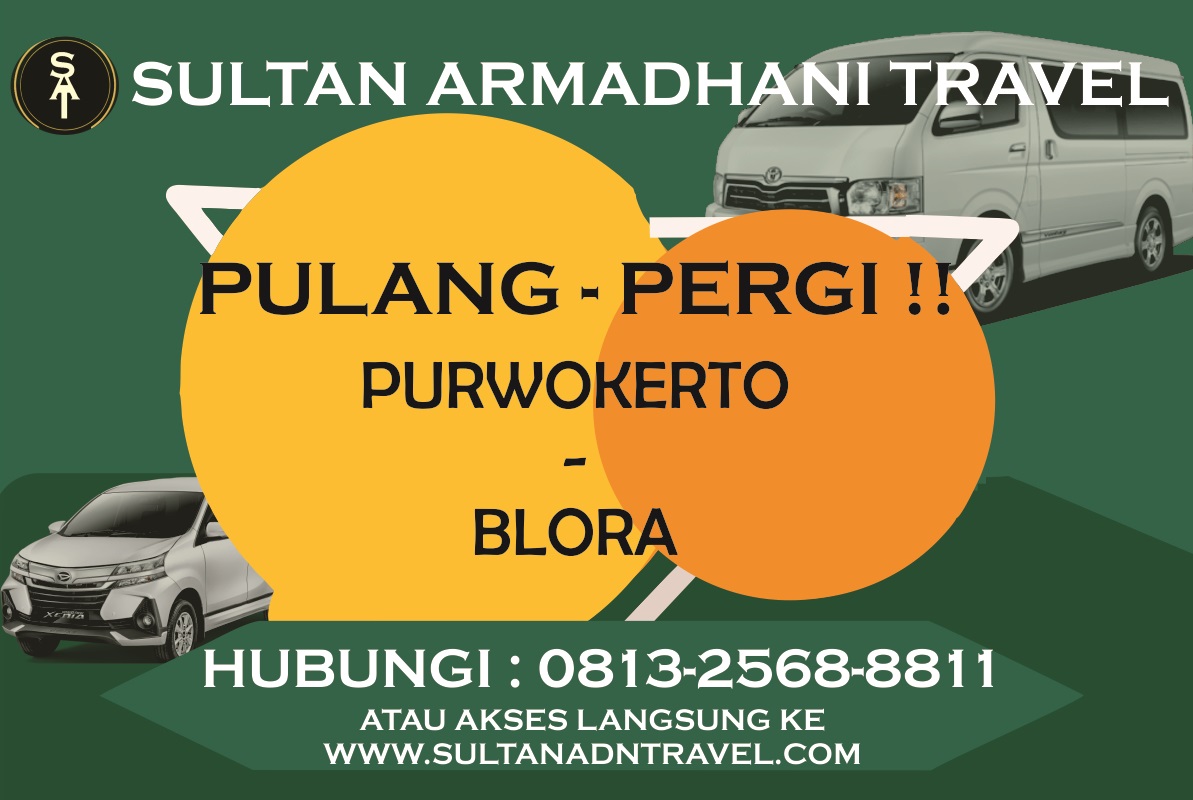 SAT
SULTAN ARMADHANI TRAVEL
PULANG - PERGI !!
PURWOKERTO
-
BLORA
XENIA
HUBUNGI : 0813-2568-8811
ATAU AKSES LANGSUNG KE
WWW.SULTANADNTRAVEL.COM